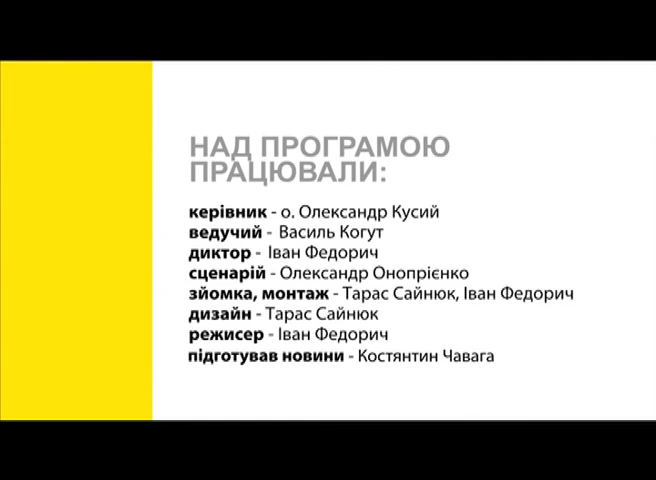 НАД ПРОГРАМОЮ
ПРАЦЮВАЛИ:
керівник - о. Олександр Кусий
ведучий - Василь Когут
диктор - Іван Федорич
сценарій - Олександр Онопрієнко
зйомка, монтаж - Тарас Сайнюк, Іван Федорич
дизайн - Тарас Сайнюк
режисер - Іван Федорич
підготував новини - Костянтин Чавага